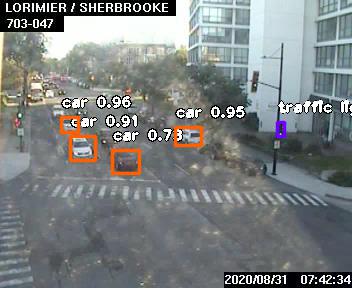 LORIMIER / SHERBROOKE
703-047
car 0.96
car 0.95
car 0.91
car 0.78
traffic lig
2020/08/31 07:42:34